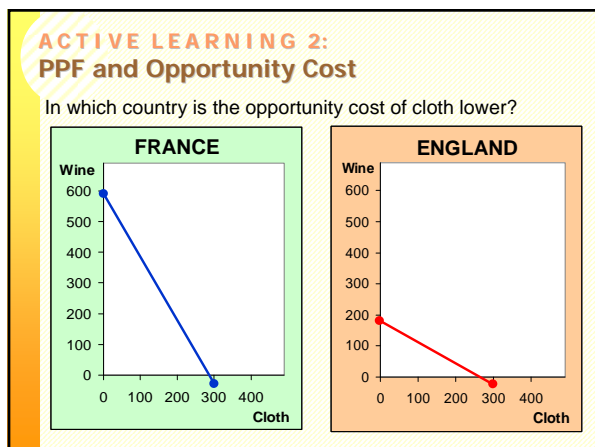 ACTIVE LEARNING 2:
PPF and Opportunity Cost
In which country is the opportunity cost of cloth lower?
FRANCE
Wine
600
500
400
300
200
100
0
0 100 200 300 400
Cloth
ENGLAND
Wine
600
500
400
300
200
100
0
0 100 200 300 400
Cloth